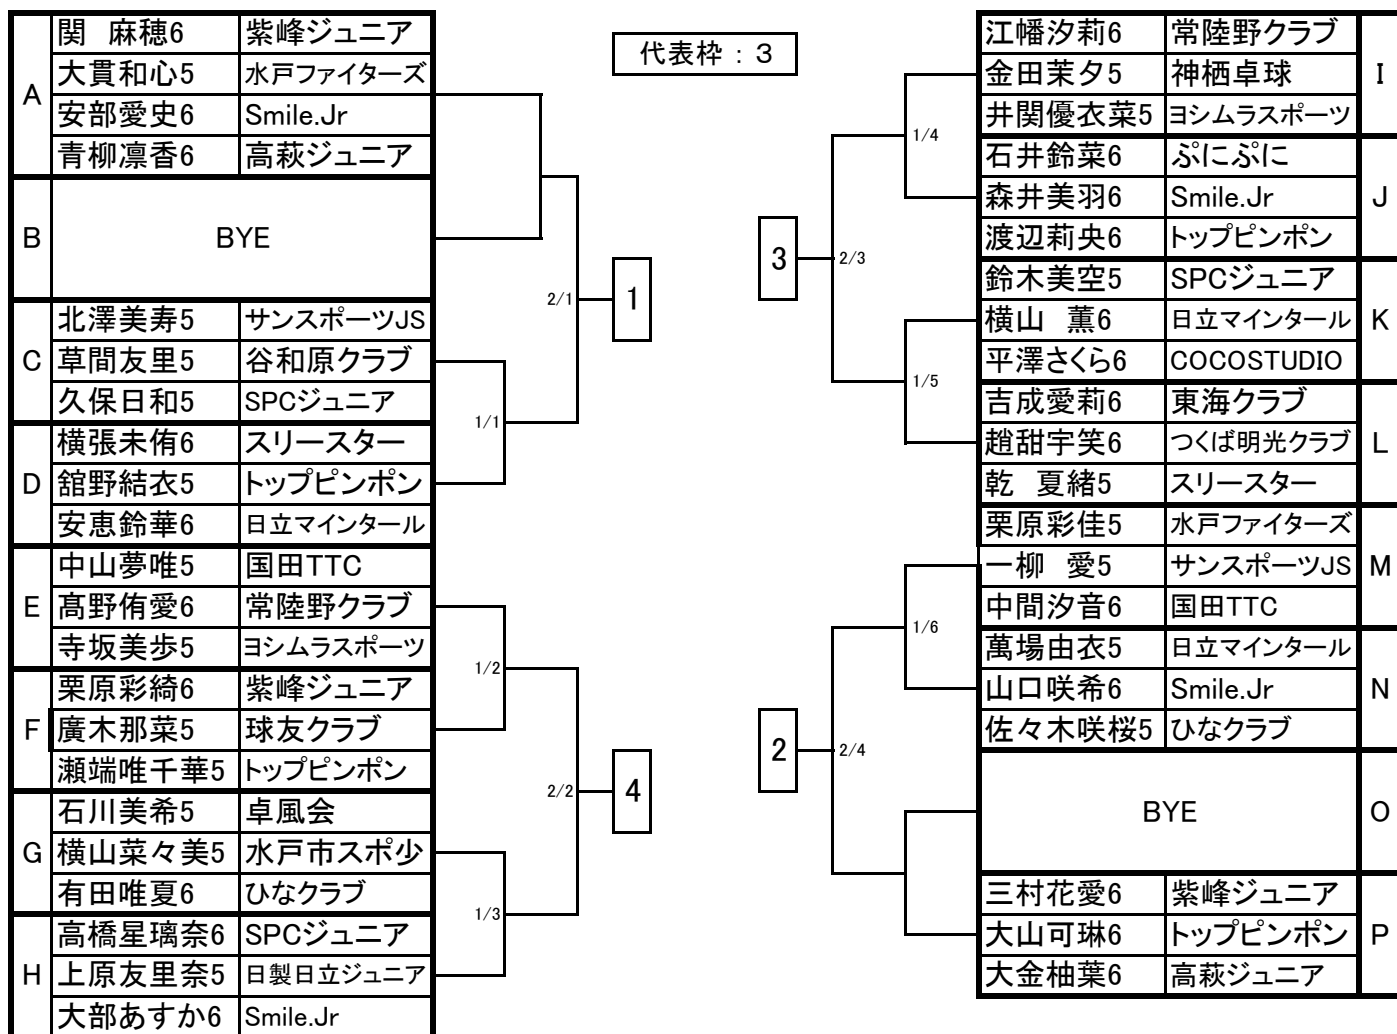 代表枠 : 3
A
関 麻穂6 紫峰ジュニア
大貫和心5 水戸ファイターズ
安部愛史6 Smile.Jr
青柳凛香6 高萩ジュニア
B
BYE
C
北澤美寿5 サンスポーツJS
草間友里5 谷和原クラブ
久保日和5 SPCジュニア
D
横張未侑6 スリースター
舘野結衣5 トップピンポン
安恵鈴華6 日立マインタール
E
中山夢唯5 国田TTC
髙野侑愛6 常陸野クラブ
寺坂美歩5 ヨシムラスポーツ
F
栗原彩綺6 紫峰ジュニア
廣木那菜5 球友クラブ
瀬端唯千華5 トップピンポン
G
石川美希5 卓風会
横山菜々美5 水戸市スポ少
有田唯夏6 ひなクラブ
H
高橋星璃奈6 SPCジュニア
上原友里奈5 日製日立ジュニア
大部あすか6 Smile.Jr
1/1
1/2
1/3
2/1
2/2
1
4
3
2
2/3
2/4
1/4
1/5
1/6
I
江幡汐莉6 常陸野クラブ
金田茉夕5 神栖卓球
井関優衣菜5 ヨシムラスポーツ
J
石井鈴菜6 ぷにぷに
森井美羽6 Smile.Jr
渡辺莉央6 トップピンポン
K
鈴木美空5 SPCジュニア
横山 薫6 日立マインタール
平澤さくら6 COCOSTUDIO
L
吉成愛莉6 東海クラブ
趙甜宇笑6 つくば明光クラブ
乾 夏緒5 スリースター
M
栗原彩佳5 水戸ファイターズ
一柳 愛5 サンスポーツJS
中間汐音6 国田TTC
N
萬場由衣5 日立マインタール
山口咲希6 Smile.Jr
佐々木咲桜5 ひなクラブ
O
BYE
P
三村花愛6 紫峰ジュニア
大山可琳6 トップピンポン
大金柚葉6 高萩ジュニア